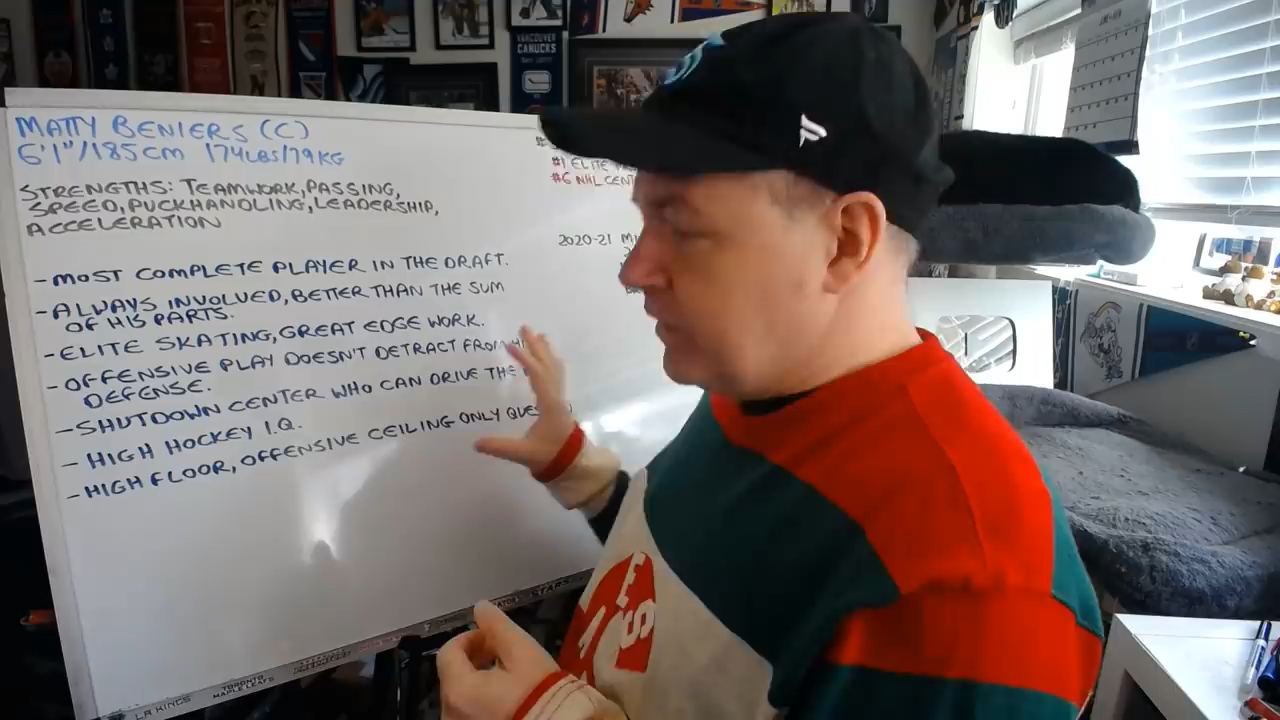 VANCOUVER
CANUCKS
MATTY BENIERS (C)
6'1"/185CM 174LBS/79KG
STRENGTHS: TEAMWORK, PASSING,
SPEED, PUCKHANDLING, LEADERSHIP,
ACCELERATION
#1 ELITE
#6 NHL CENT
2020-21
-MOST COMPLETE PLAYER IN THE DRAFT.
-ALWAYS INVOLVED, BETTER THAN THE SUM
OF HIS PARTS.
-ELITE SKATING, GREAT EDGE WORK.
-OFFENSIVE PLAY DOESN'T DETRACT FROM
DEFENSE.
-SHUTDOWN CENTER WHO CAN DRIVE THE
-HIGH HOCKEY I.Q.
-HIGH FLOOR, OFFENSIVE CEILING ONLY QUES
STARS
TORONTO
MAPLE LEAFS
LA KINGS